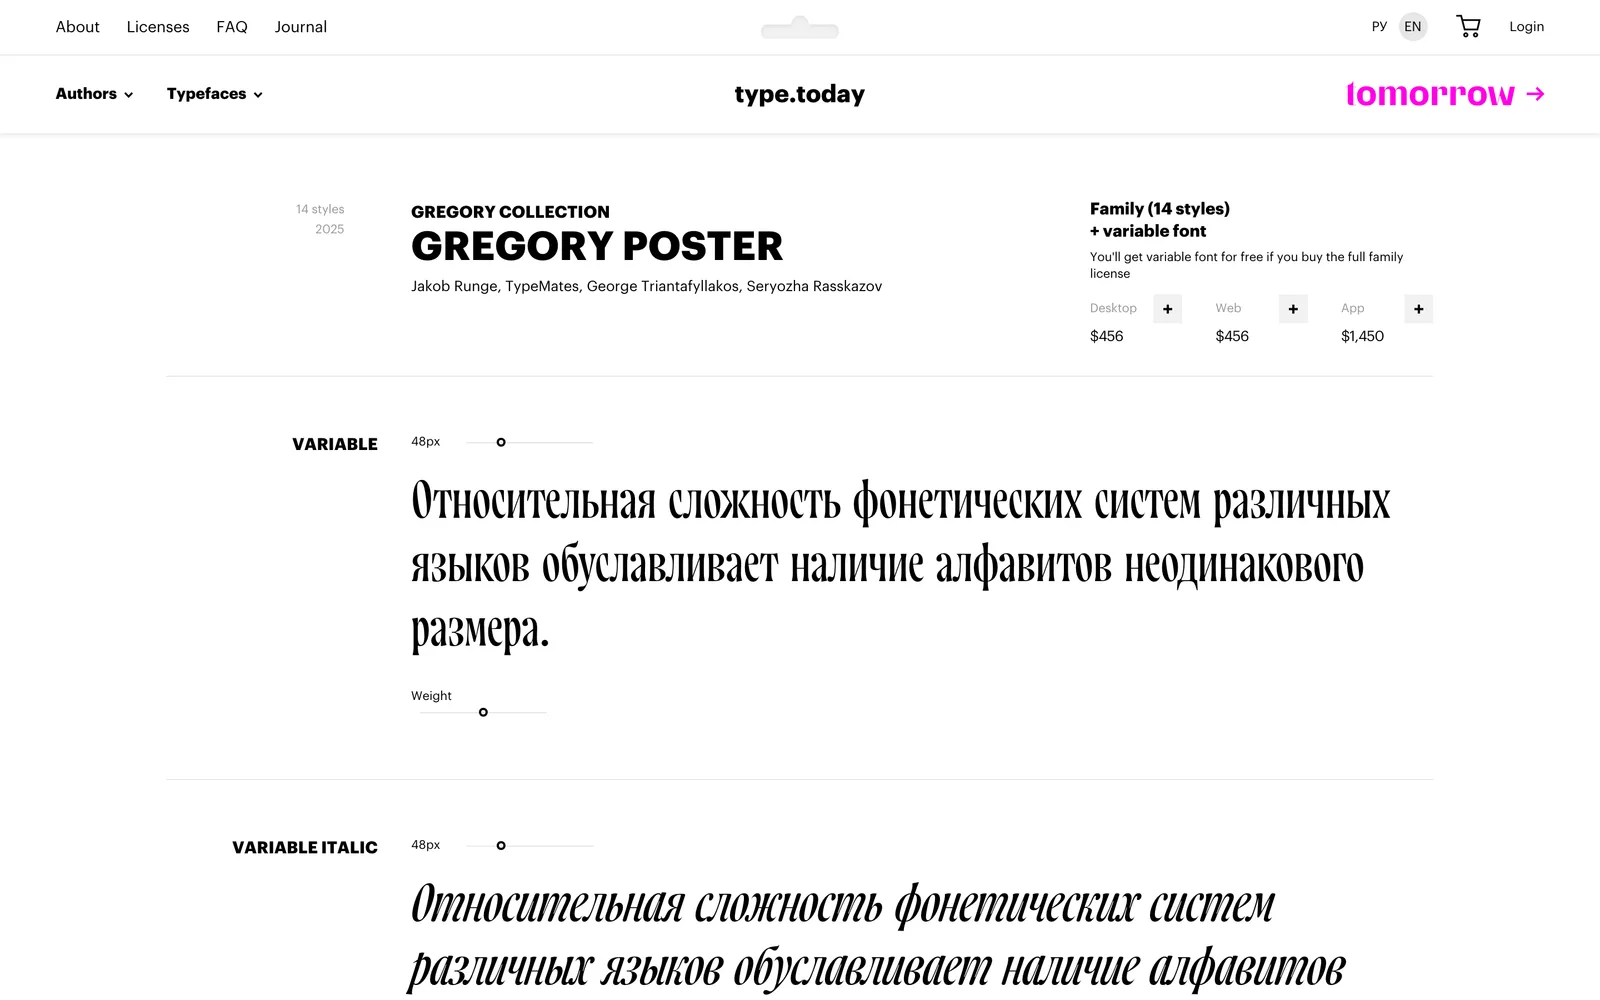 About Licenses FAQ Journal
РУ EN Login
Authors Typefaces
type.today
tomorrow →
14 styles
2025
GREGORY COLLECTION
GREGORY POSTER
Jakob Runge, TypeMates, George Triantafyllakos, Seryozha Rasskazov
Family (14 styles)
+ variable font
You'll get variable font for free if you buy the full family
license
Desktop + Web + App +
$456 $456 $1,450
VARIABLE
48px
Относительная сложность фонетических систем различных
языков обуславливает наличие алфавитов неодинакового
размера.
Weight
VARIABLE ITALIC
48px
Относительная сложность фонетических систем
различных языков обуславливает наличие алфавитов